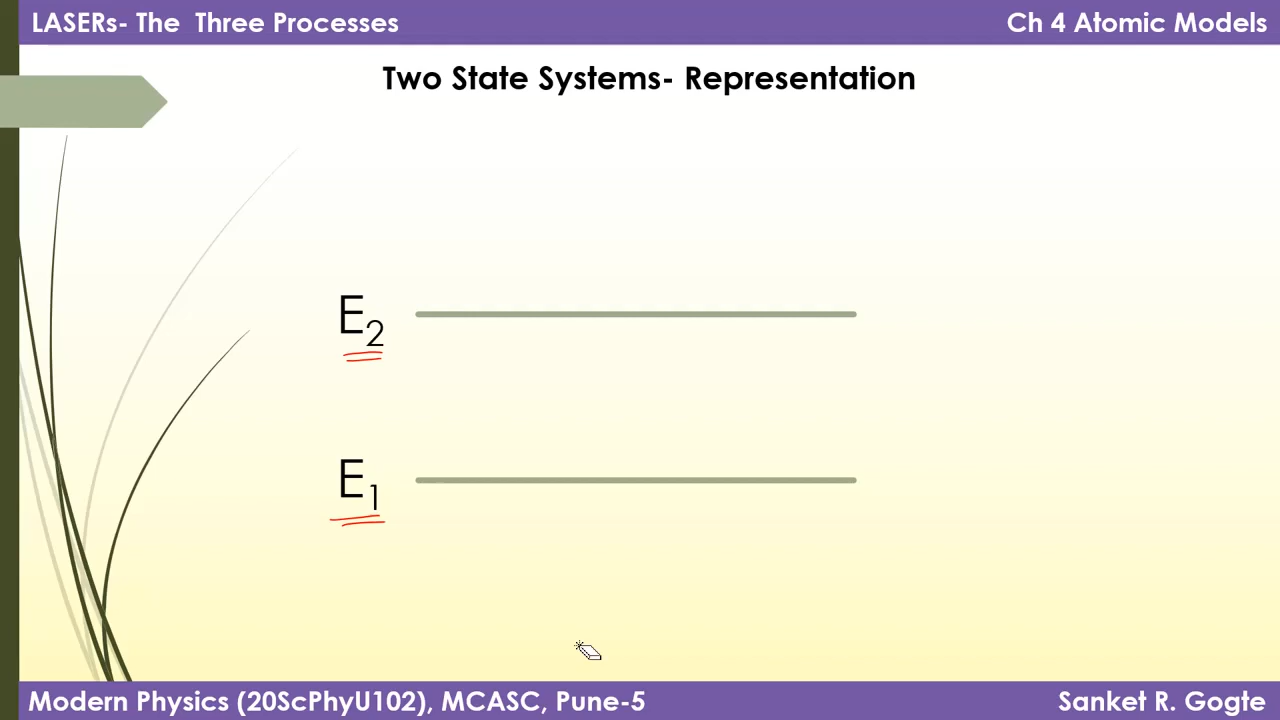 LASERs- The  Three Processes
Ch 4 Atomic Models
Two State Systems- Representation
E₂
E₁
Modern Physics (20ScPhyU102), MCASC, Pune-5
Sanket R. Gogte